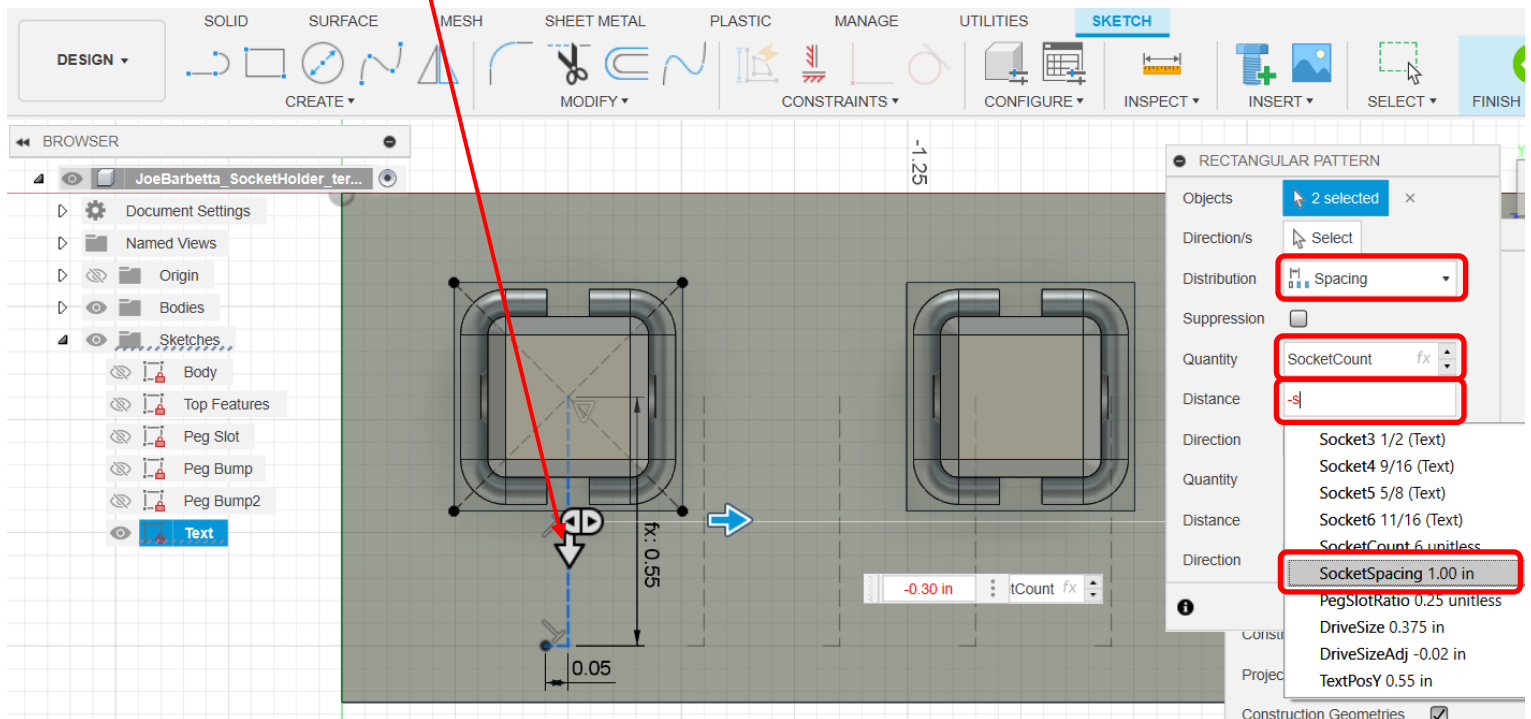 SOLID SURFACE MESH SHEET METAL PLASTIC MANAGE UTILITIES SKETCH
DESIGN ▾
CREATE ▾ MODIFY ▾ CONSTRAINTS ▾ CONFIGURE ▾ INSPECT ▾ INSERT ▾ SELECT ▾ FINISH
BROWSER
JoeBarbetta_SocketHolder_ter...
Document Settings
Named Views
Origin
Bodies
Sketches
Body
Top Features
Peg Slot
Peg Bump
Peg Bump2
Text
-1.25
fx: 0.55
0.05
-0.30 in
tCount fx
RECTANGULAR PATTERN
Objects 2 selected ×
Direction/s Select
Distribution Spacing
Suppression
Quantity SocketCount fx
Distance -s
Direction
Quantity
Distance
Direction
Socket3 1/2 (Text)
Socket4 9/16 (Text)
Socket5 5/8 (Text)
Socket6 11/16 (Text)
SocketCount 6 unitless
SocketSpacing 1.00 in
PegSlotRatio 0.25 unitless
DriveSize 0.375 in
DriveSizeAdj -0.02 in
TextPosY 0.55 in
Constr
Projec
Construction Geometries